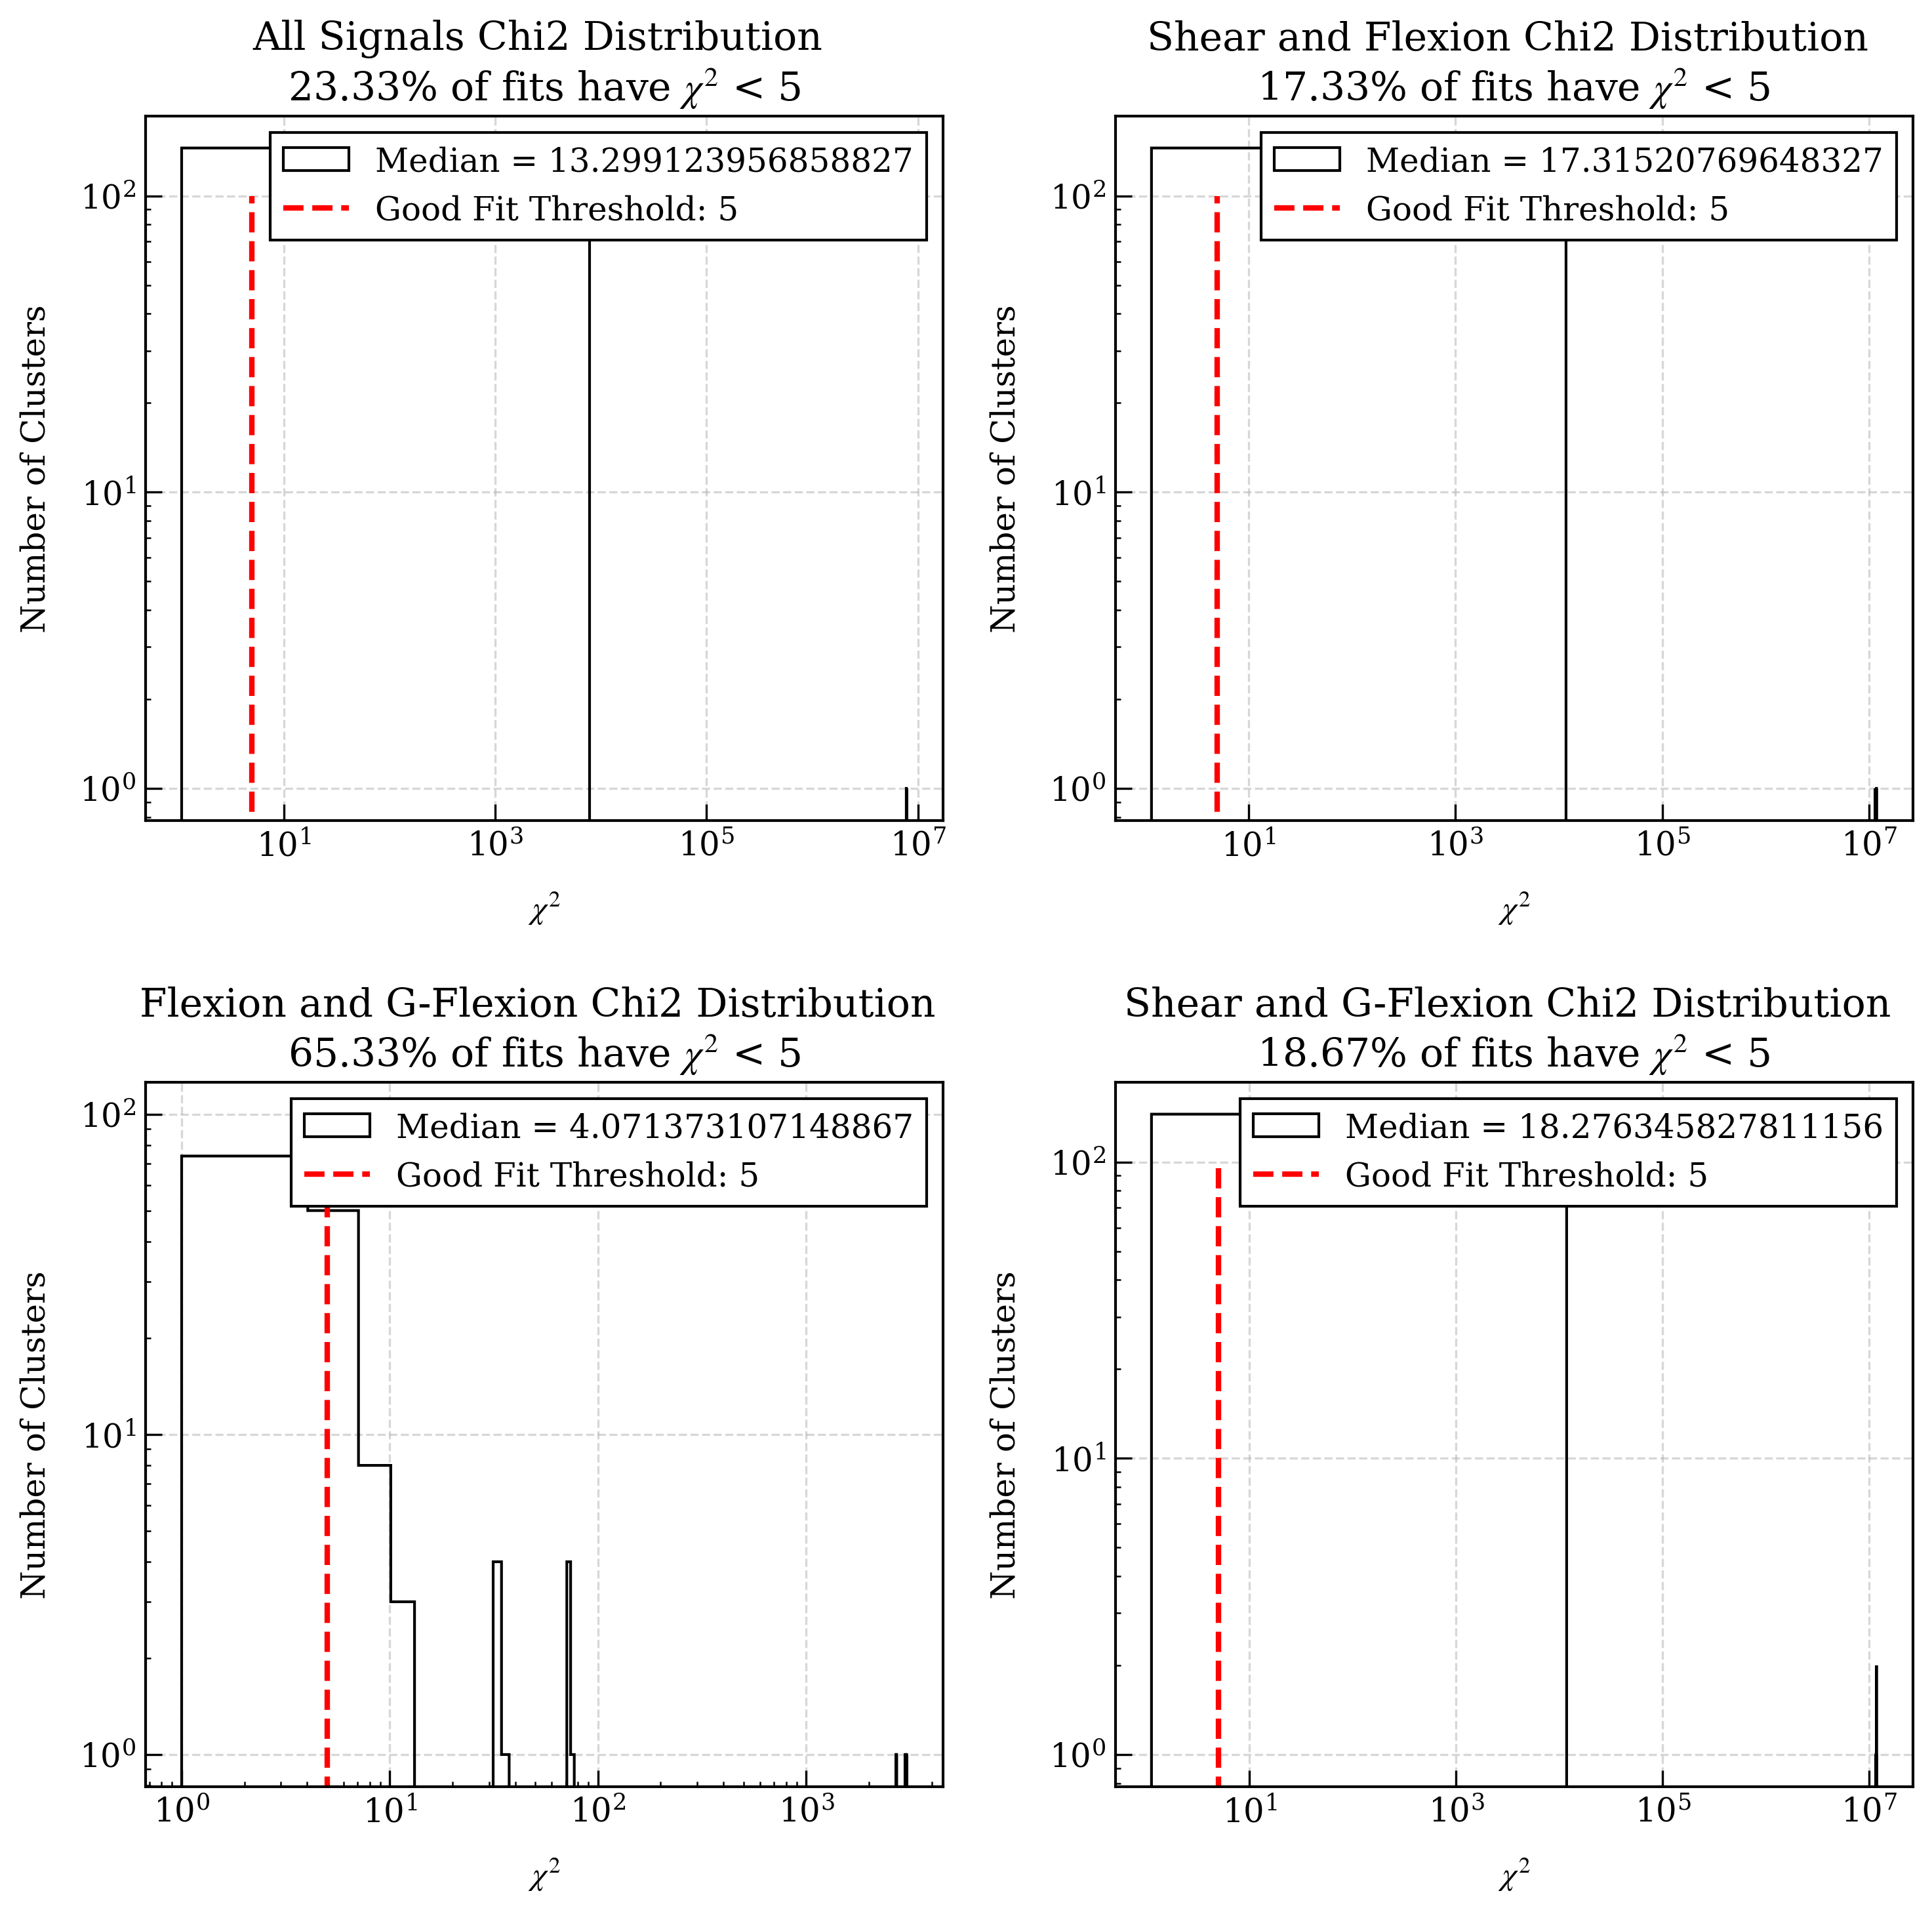 All Signals Chi2 Distribution
23.33% of fits have χ² < 5
Median = 13.299123956858827
Good Fit Threshold: 5
Number of Clusters
10²
10¹
10⁰
10¹ 10³ 10⁵ 10⁷
χ²
Shear and Flexion Chi2 Distribution
17.33% of fits have χ² < 5
Median = 17.31520769648327
Good Fit Threshold: 5
Number of Clusters
10²
10¹
10⁰
10¹ 10³ 10⁵ 10⁷
χ²
Flexion and G-Flexion Chi2 Distribution
65.33% of fits have χ² < 5
Median = 4.071373107148867
Good Fit Threshold: 5
Number of Clusters
10²
10¹
10⁰
10⁰ 10¹ 10² 10³
χ²
Shear and G-Flexion Chi2 Distribution
18.67% of fits have χ² < 5
Median = 18.276345827811156
Good Fit Threshold: 5
Number of Clusters
10²
10¹
10⁰
10¹ 10³ 10⁵ 10⁷
χ²